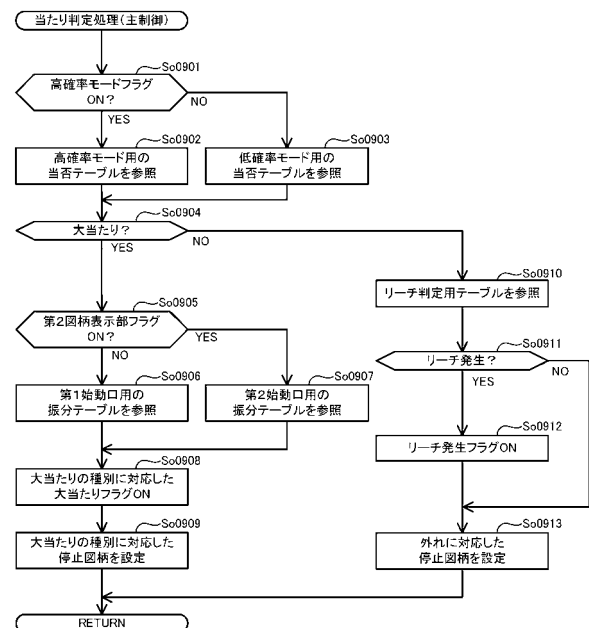 当たり判定処理(主制御)
So0901
高確率モードフラグ
ON?
NO
YES
So0902
高確率モード用の
当否テーブルを参照
So0903
低確率モード用の
当否テーブルを参照
So0904
大当たり?
NO
YES
So0905
第2図柄表示部フラグ
ON?
YES
NO
So0906
第1始動口用の
振分テーブルを参照
So0907
第2始動口用の
振分テーブルを参照
So0908
大当たりの種別に対応した
大当たりフラグON
So0909
大当たりの種別に対応した
停止図柄を設定
So0910
リーチ判定用テーブルを参照
So0911
リーチ発生?
NO
YES
So0912
リーチ発生フラグON
So0913
外れに対応した
停止図柄を設定
RETURN